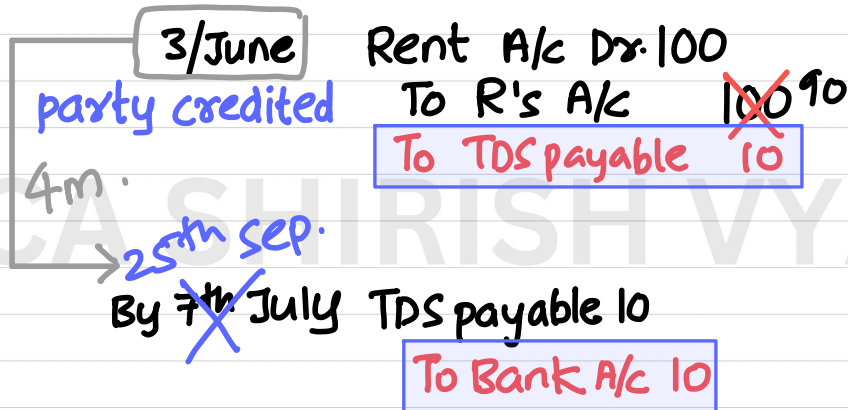 3/June Rent A/c Dr. 100
party credited To R's A/c 100 90
To TDS payable 10
4m.
CA SHIRISH VYA
25th Sep.
By 7th July TDS payable 10
To Bank A/c 10